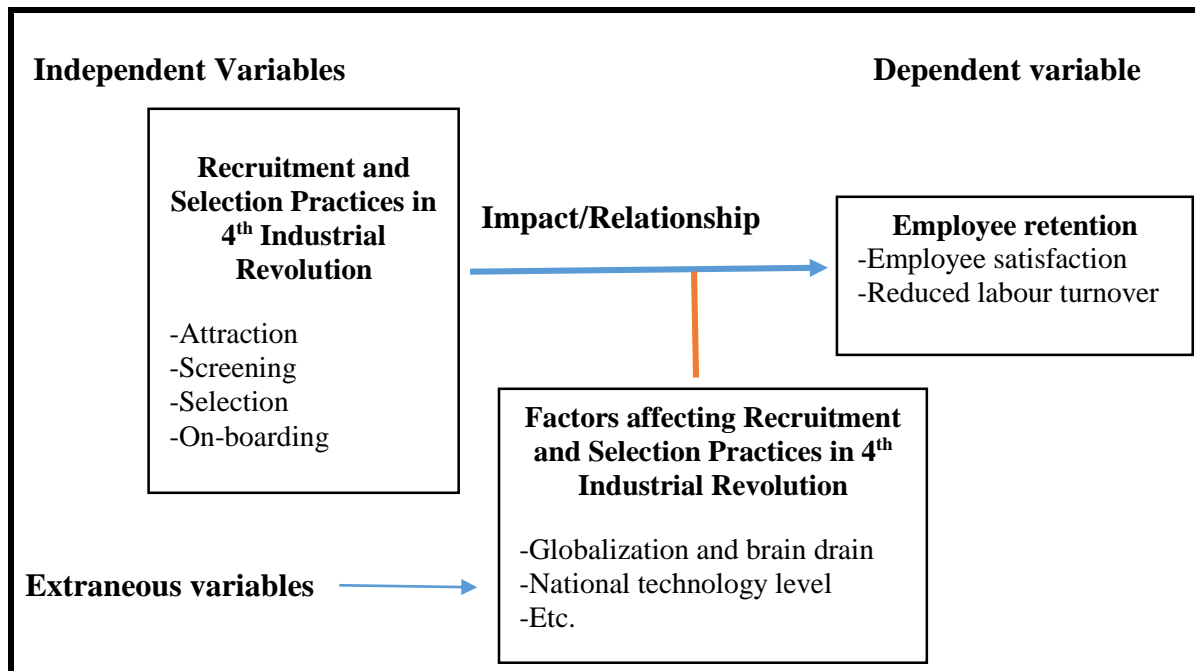 Independent Variables
Dependent variable
Recruitment and
Selection Practices in
4th Industrial
Revolution
-Attraction
-Screening
-Selection
-On-boarding
Impact/Relationship
Employee retention
-Employee satisfaction
-Reduced labour turnover
Factors affecting Recruitment
and Selection Practices in 4th
Industrial Revolution
-Globalization and brain drain
-National technology level
-Etc.
Extraneous variables